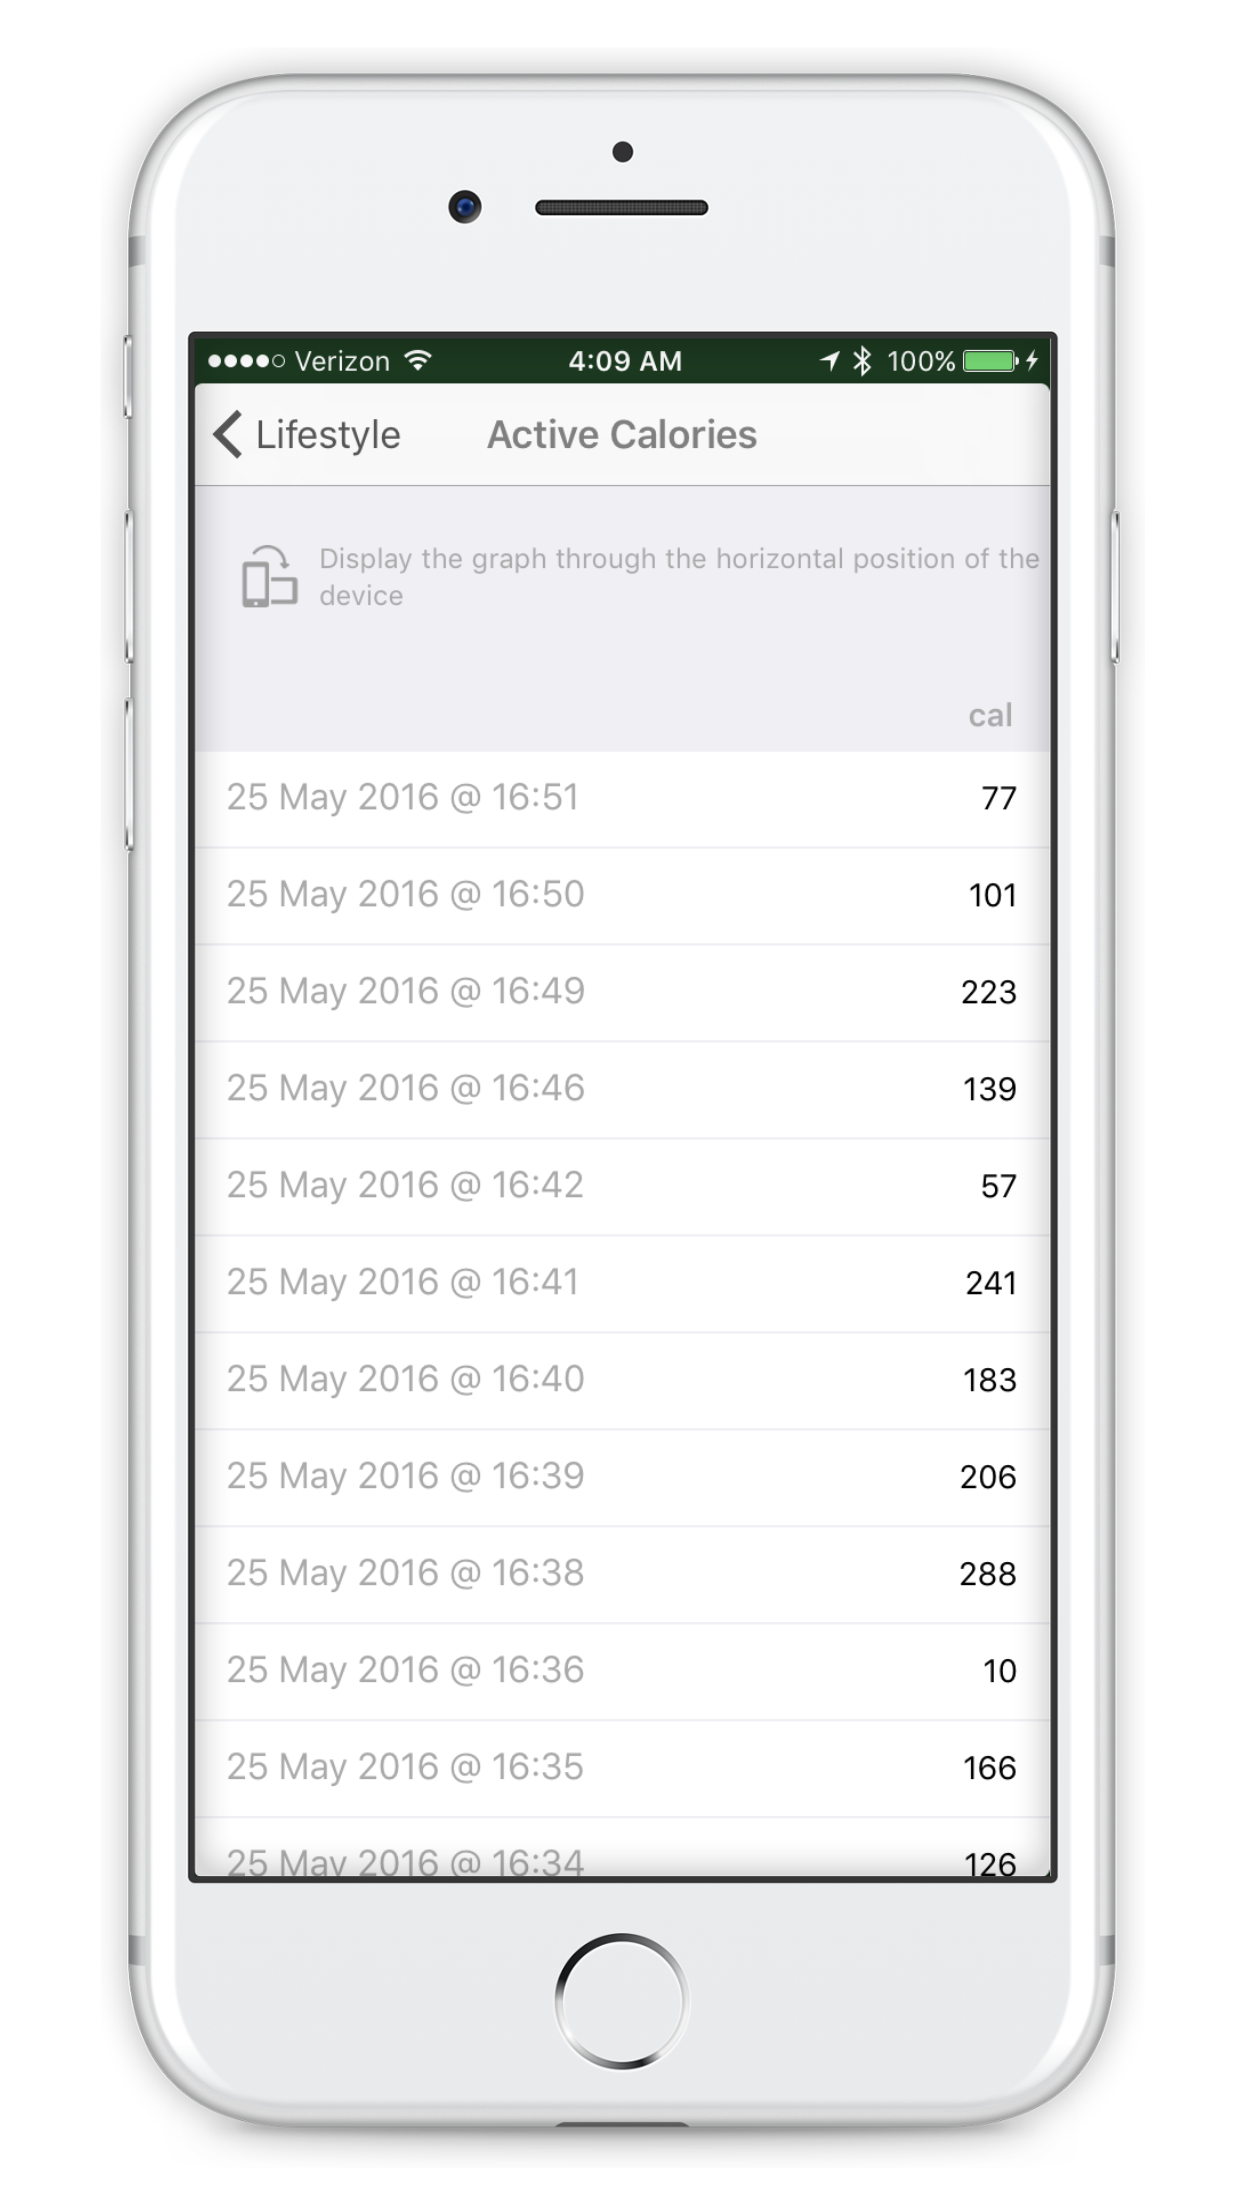 Verizon 4:09 AM 100%
Lifestyle Active Calories
Display the graph through the horizontal position of the
device
cal
25 May 2016 @ 16:51 77
25 May 2016 @ 16:50 101
25 May 2016 @ 16:49 223
25 May 2016 @ 16:46 139
25 May 2016 @ 16:42 57
25 May 2016 @ 16:41 241
25 May 2016 @ 16:40 183
25 May 2016 @ 16:39 206
25 May 2016 @ 16:38 288
25 May 2016 @ 16:36 10
25 May 2016 @ 16:35 166
25 May 2016 @ 16:34 126